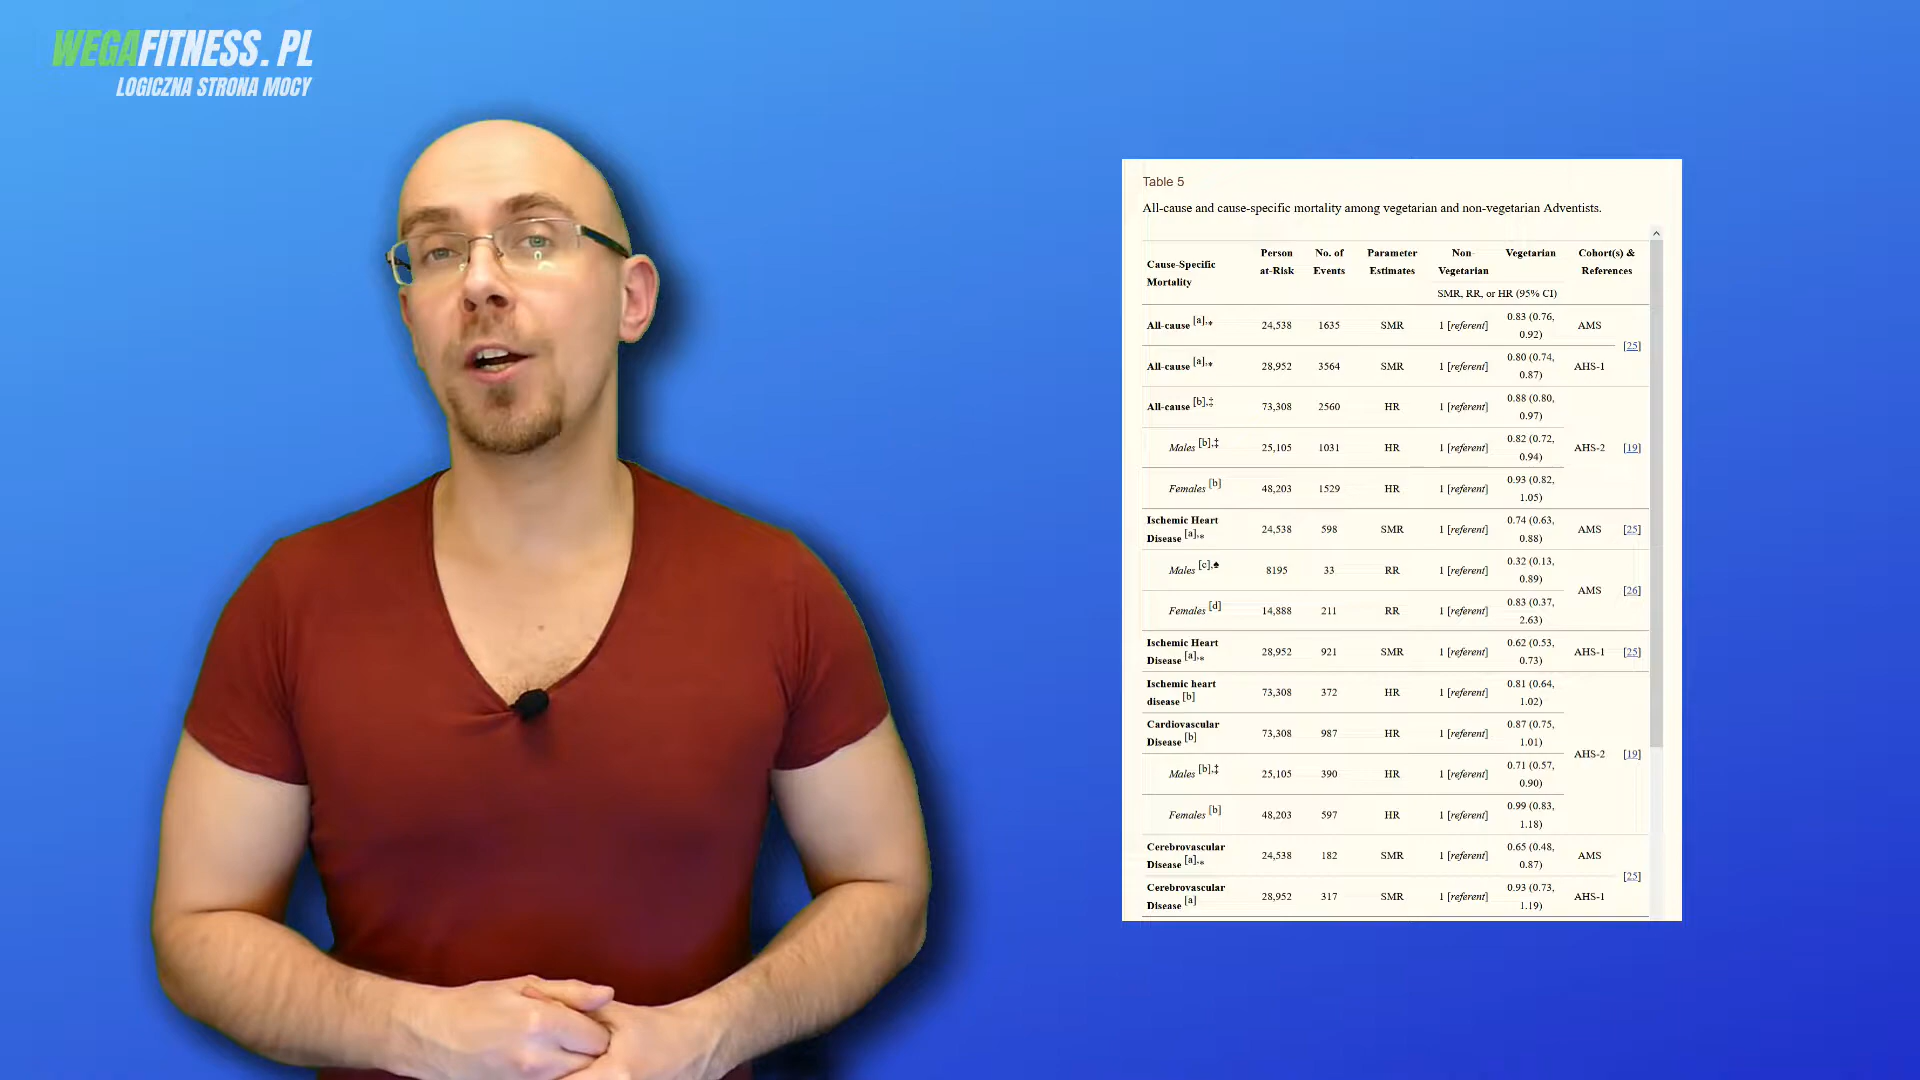 WEGAFITNESS.PL
LOGICZNA STRONA MOCY
Table 5
All-cause and cause-specific mortality among vegetarian and non-vegetarian Adventists.
Cause-Specific Mortality Person at-Risk No. of Events Parameter Estimates Non-Vegetarian Vegetarian Cohort(s) & References
SMR, RR, or HR (95% CI)
All-cause [a],* 24,538 1635 SMR 1 [referent] 0.83 (0.76, 0.92) AMS [25]
All-cause [a],* 28,952 3564 SMR 1 [referent] 0.80 (0.74, 0.87) AHS-1
All-cause [b],‡ 73,308 2560 HR 1 [referent] 0.88 (0.80, 0.97)
Males [b],‡ 25,105 1031 HR 1 [referent] 0.82 (0.72, 0.94) AHS-2 [19]
Females [b] 48,203 1529 HR 1 [referent] 0.93 (0.82, 1.05)
Ischemic Heart Disease [a],* 24,538 598 SMR 1 [referent] 0.74 (0.63, 0.88) AMS [25]
Males [c],♠ 8195 33 RR 1 [referent] 0.32 (0.13, 0.89) AMS [26]
Females [d] 14,888 211 RR 1 [referent] 0.83 (0.37, 2.63)
Ischemic Heart Disease [a],* 28,952 921 SMR 1 [referent] 0.62 (0.53, 0.73) AHS-1 [25]
Ischemic heart disease [b] 73,308 372 HR 1 [referent] 0.81 (0.64, 1.02)
Cardiovascular Disease [b] 73,308 987 HR 1 [referent] 0.87 (0.75, 1.01) AHS-2 [19]
Males [b],‡ 25,105 390 HR 1 [referent] 0.71 (0.57, 0.90)
Females [b] 48,203 597 HR 1 [referent] 0.99 (0.83, 1.18)
Cerebrovascular Disease [a],* 24,538 182 SMR 1 [referent] 0.65 (0.48, 0.87) AMS [25]
Cerebrovascular Disease [a] 28,952 317 SMR 1 [referent] 0.93 (0.73, 1.19) AHS-1